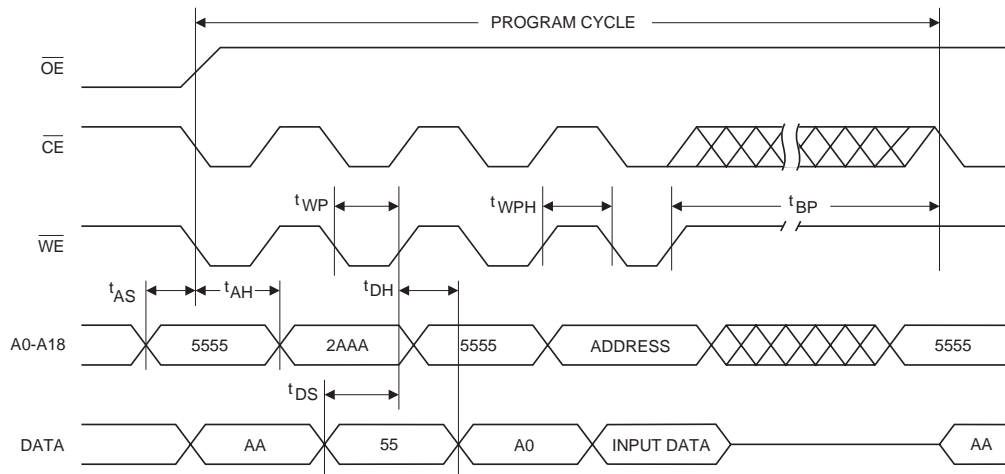 PROGRAM CYCLE
OE
CE
tWP
tWPH
tBP
WE
tAS
tAH
tDH
A0-A18
5555
2AAA
5555
ADDRESS
5555
tDS
DATA
AA
55
A0
INPUT DATA
AA